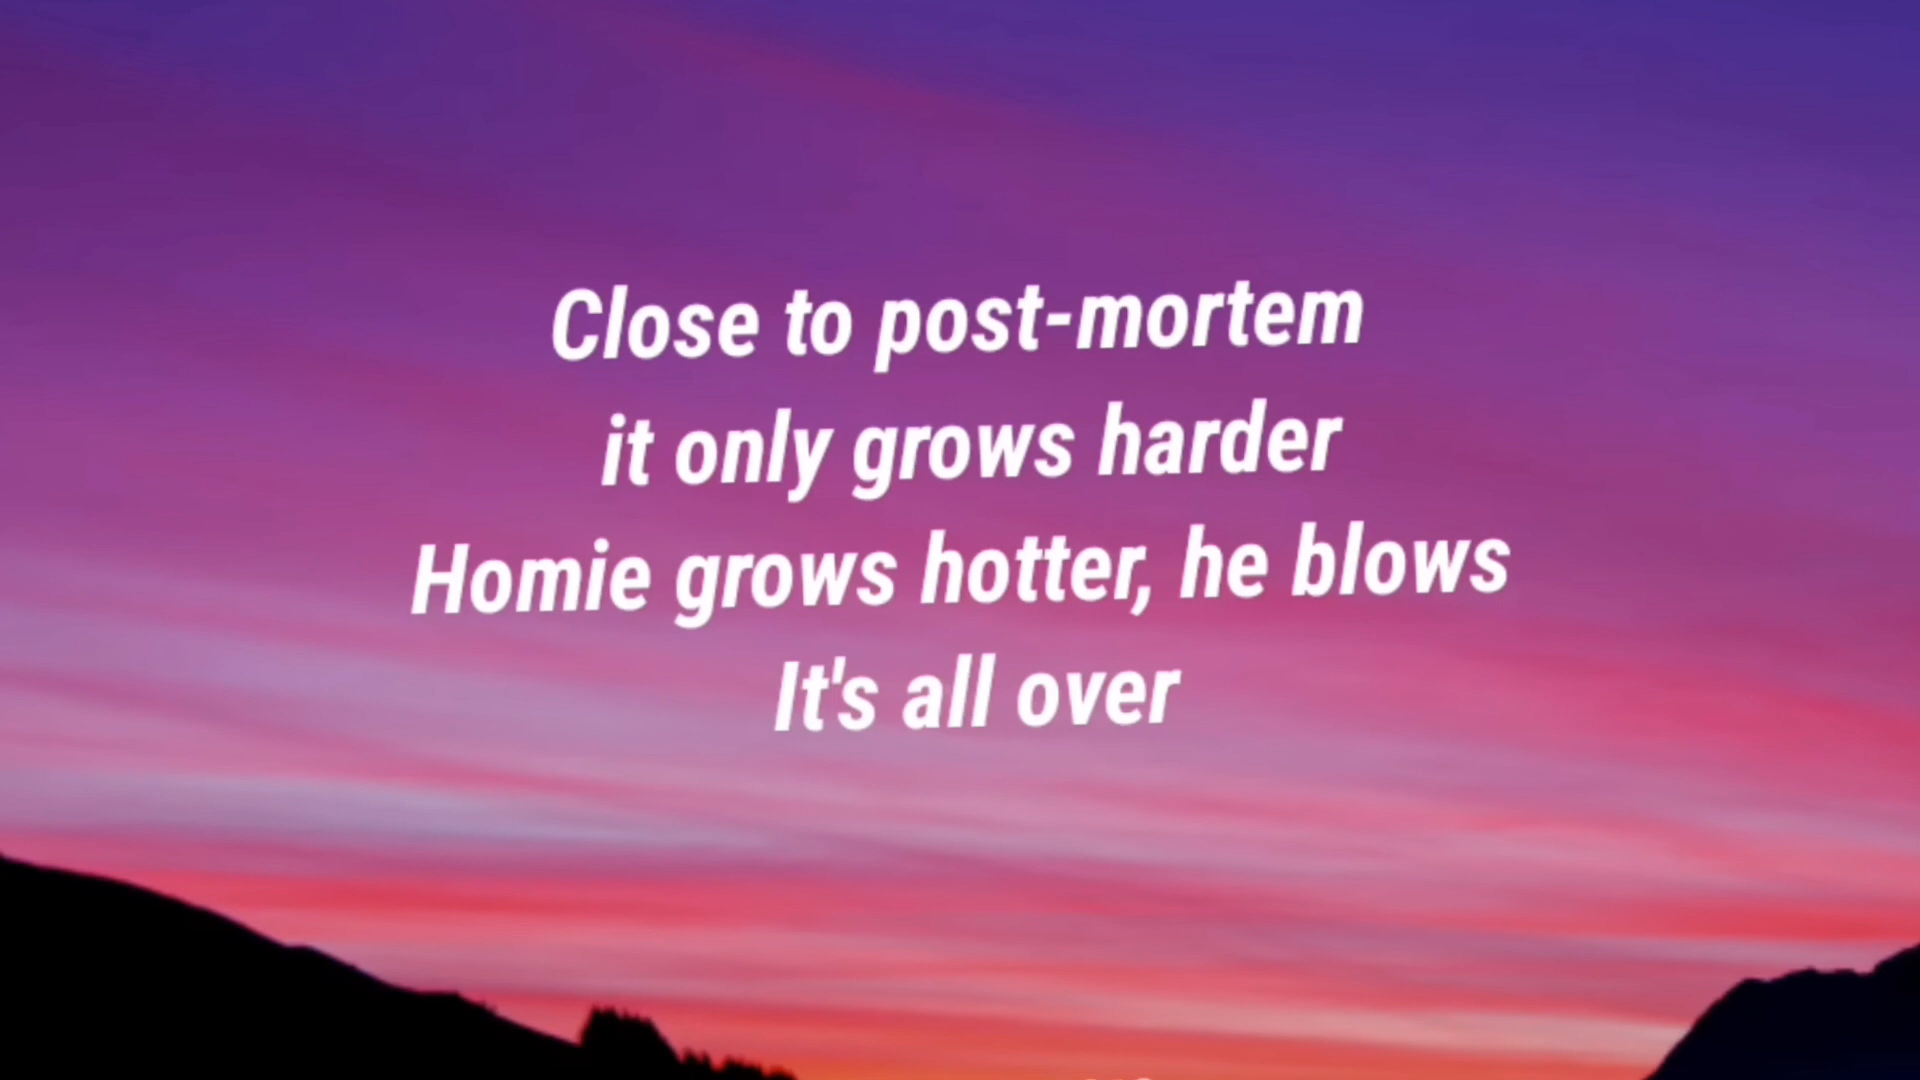 Close to post-mortem
it only grows harder
Homie grows hotter, he blows
It's all over